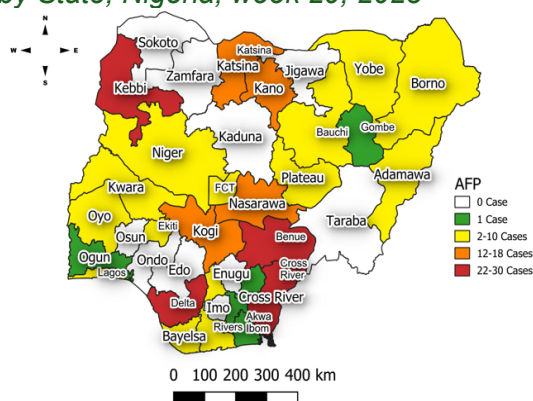 by State, Nigeria, week 29, 2023
N
W
E
S
Sokoto
Katsina
Katsina
Zamfara
Jigawa
Kebbi
Kano
Yobe
Borno
Kaduna
Bauchi
Gombe
Niger
Plateau
Adamawa
Kwara
FCT
Nasarawa
Oyo
Taraba
Ekiti
Kogi
Osun
Benue
Ogun
Ondo
Edo
Lagos
Enugu
Cross
River
Cross River
Delta
Imo
Akwa
Ibom
Rivers
Bayelsa
AFP
0 Case
1 Case
2-10 Cases
12-18 Cases
22-30 Cases
0 100 200 300 400 km